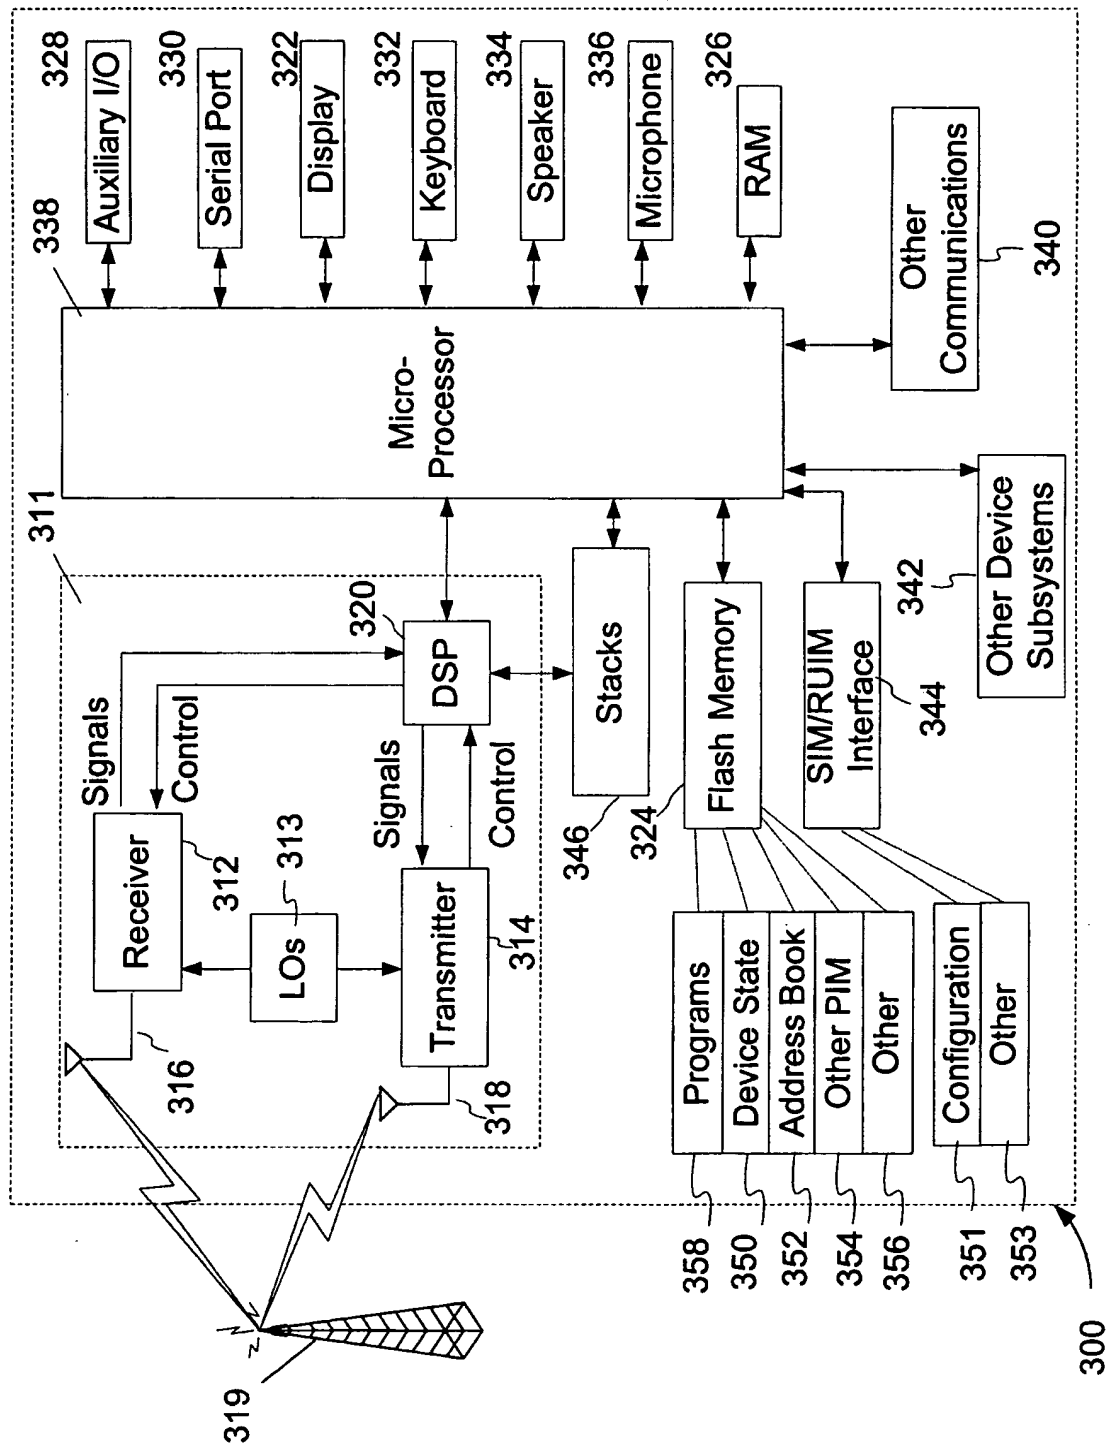 311
338
Signals
Control
Receiver
312
316
LOs
313
Signals
Control
Transmitter
314
318
DSP
320
Micro-
Processor
Auxiliary I/O
328
Serial Port
330
Display
322
Keyboard
332
Speaker
334
Microphone
336
RAM
326
Other
Communications
340
Other Device
Subsystems
342
Stacks
346
Flash Memory
324
SIM/RUIM
Interface
344
Programs
Device State
Address Book
Other PIM
Other
358
350
352
354
356
Configuration
Other
351
353
319
300